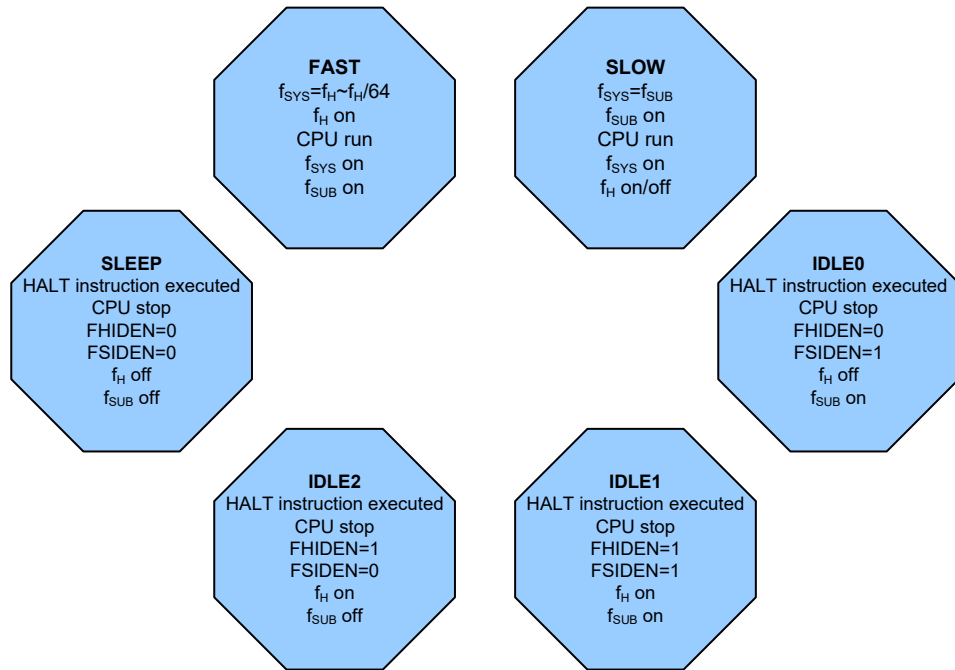 FAST
fSYS=fH~fH/64
fH on
CPU run
fSYS on
fSUB on
SLOW
fSYS=fSUB
fSUB on
CPU run
fSYS on
fH on/off
SLEEP
HALT instruction executed
CPU stop
FHIDEN=0
FSIDEN=0
fH off
fSUB off
IDLE0
HALT instruction executed
CPU stop
FHIDEN=0
FSIDEN=1
fH off
fSUB on
IDLE2
HALT instruction executed
CPU stop
FHIDEN=1
FSIDEN=0
fH on
fSUB off
IDLE1
HALT instruction executed
CPU stop
FHIDEN=1
FSIDEN=1
fH on
fSUB on